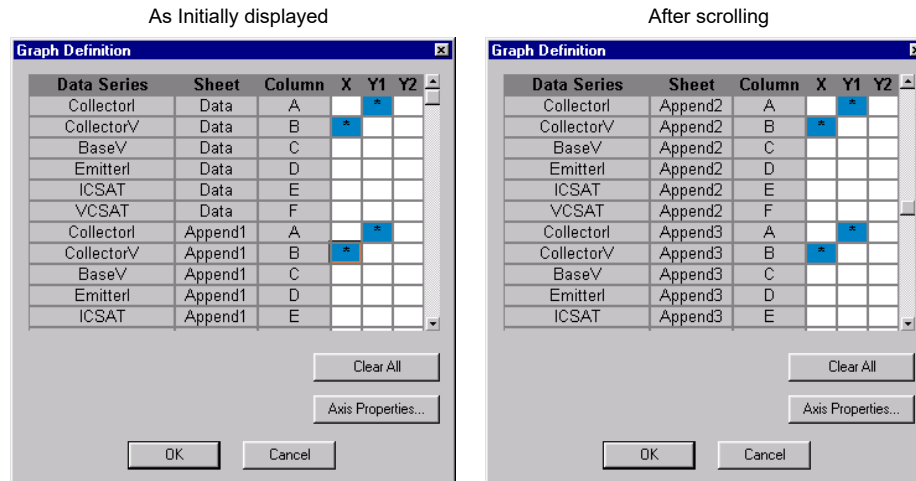 As Initially displayed
Graph Definition
Data Series Sheet Column X Y1 Y2
CollectorI Data A *
CollectorV Data B *
BaseV Data C
EmitterI Data D
ICSAT Data E
VCSAT Data F
CollectorI Append1 A *
CollectorV Append1 B *
BaseV Append1 C
EmitterI Append1 D
ICSAT Append1 E
Clear All
Axis Properties...
OK Cancel
After scrolling
Graph Definition
Data Series Sheet Column X Y1 Y2
CollectorI Append2 A *
CollectorV Append2 B *
BaseV Append2 C
EmitterI Append2 D
ICSAT Append2 E
VCSAT Append2 F
CollectorI Append3 A *
CollectorV Append3 B *
BaseV Append3 C
EmitterI Append3 D
ICSAT Append3 E
Clear All
Axis Properties...
OK Cancel